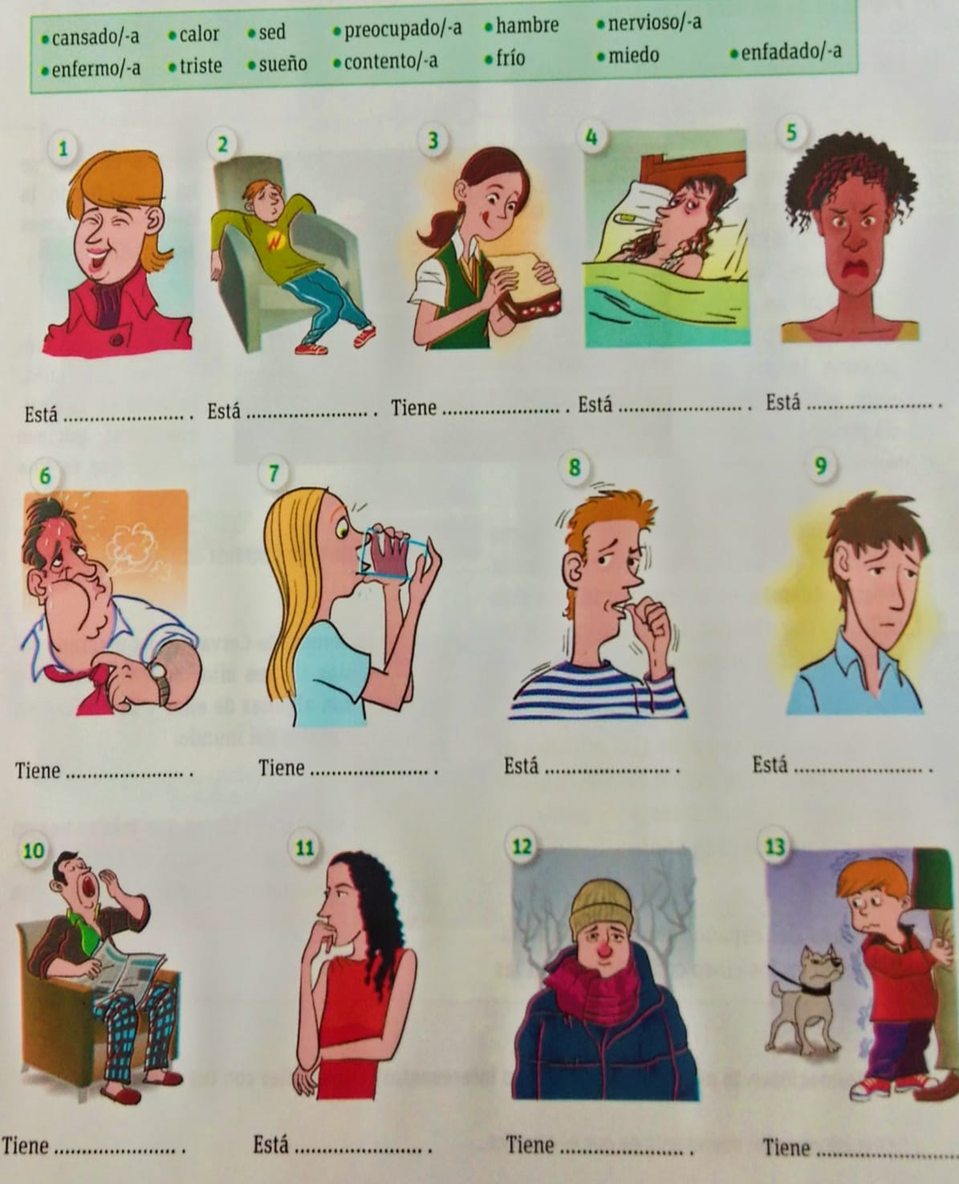 • cansado/-a • calor • sed • preocupado/-a • hambre • nervioso/-a
• enfermo/-a • triste • sueño • contento/-a • frío • miedo • enfadado/-a
1 2 3 4 5
Está ........................ . Está ........................ . Tiene ........................ . Está ........................ . Está ........................ .
6 7 8 9
Tiene ........................ . Tiene ........................ . Está ........................ . Está ........................ .
10 11 12 13
Tiene ........................ . Está ........................ . Tiene ........................ . Tiene ........................